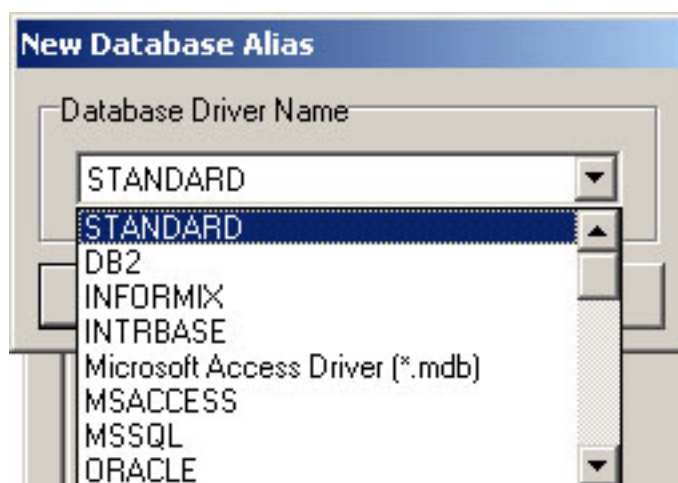 New Database Alias
Database Driver Name
STANDARD
STANDARD
DB2
INFORMIX
INTRBASE
Microsoft Access Driver (*.mdb)
MSACCESS
MSSQL
ORACLE